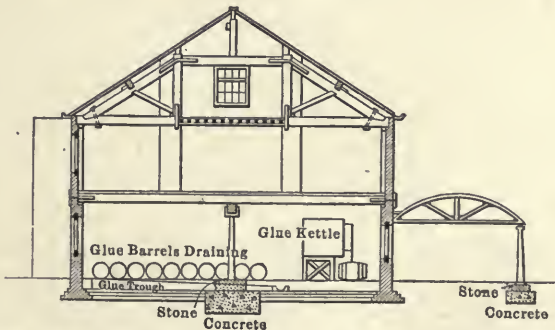 Glue Barrels Draining
Glue Kettle
Glue Trough
Stone
Concrete
Stone
Concrete